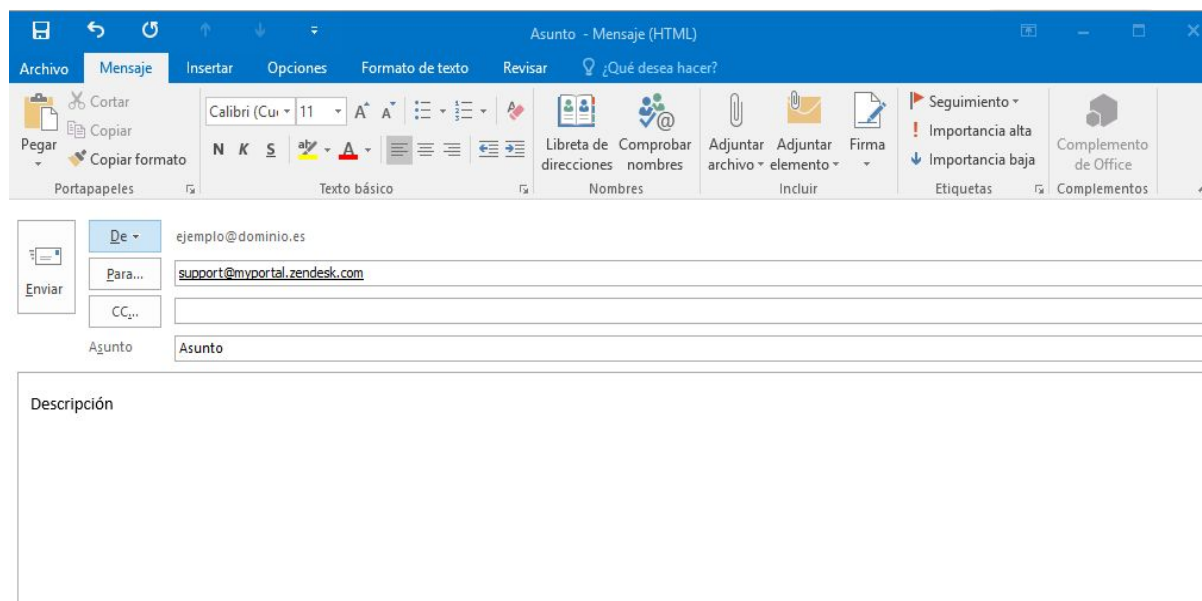 Asunto - Mensaje (HTML)
Archivo Mensaje Insertar Opciones Formato de texto Revisar ¿Qué desea hacer?
Pegar
Cortar
Copiar
Copiar formato
Portapapeles
Calibri (Cu 11
N K S
Texto básico
Libreta de direcciones
Comprobar nombres
Nombres
Adjuntar archivo
Adjuntar elemento
Firma
Incluir
Seguimiento
Importancia alta
Importancia baja
Etiquetas
Complemento de Office
Complementos
Enviar
De ejemplo@dominio.es
Para... support@myportal.zendesk.com
CC...
Asunto Asunto
Descripción